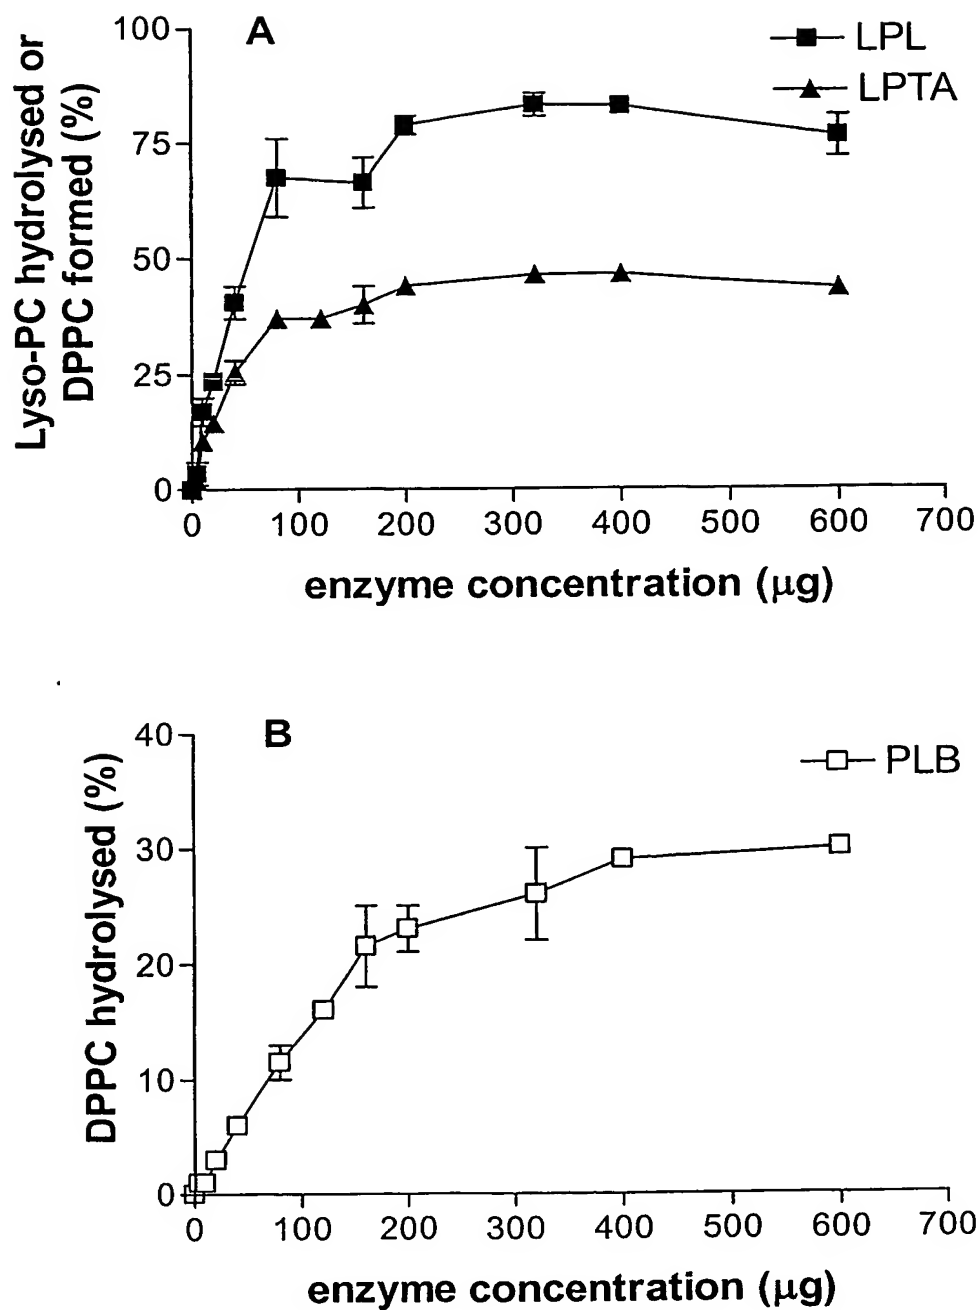 A
LPL
LPTA
Lyso-PC hydrolysed or
DPPC formed (%)
100
75
50
25
0
0 100 200 300 400 500 600 700
enzyme concentration (µg)
B
PLB
DPPC hydrolysed (%)
40
30
20
10
0
0 100 200 300 400 500 600 700
enzyme concentration (µg)